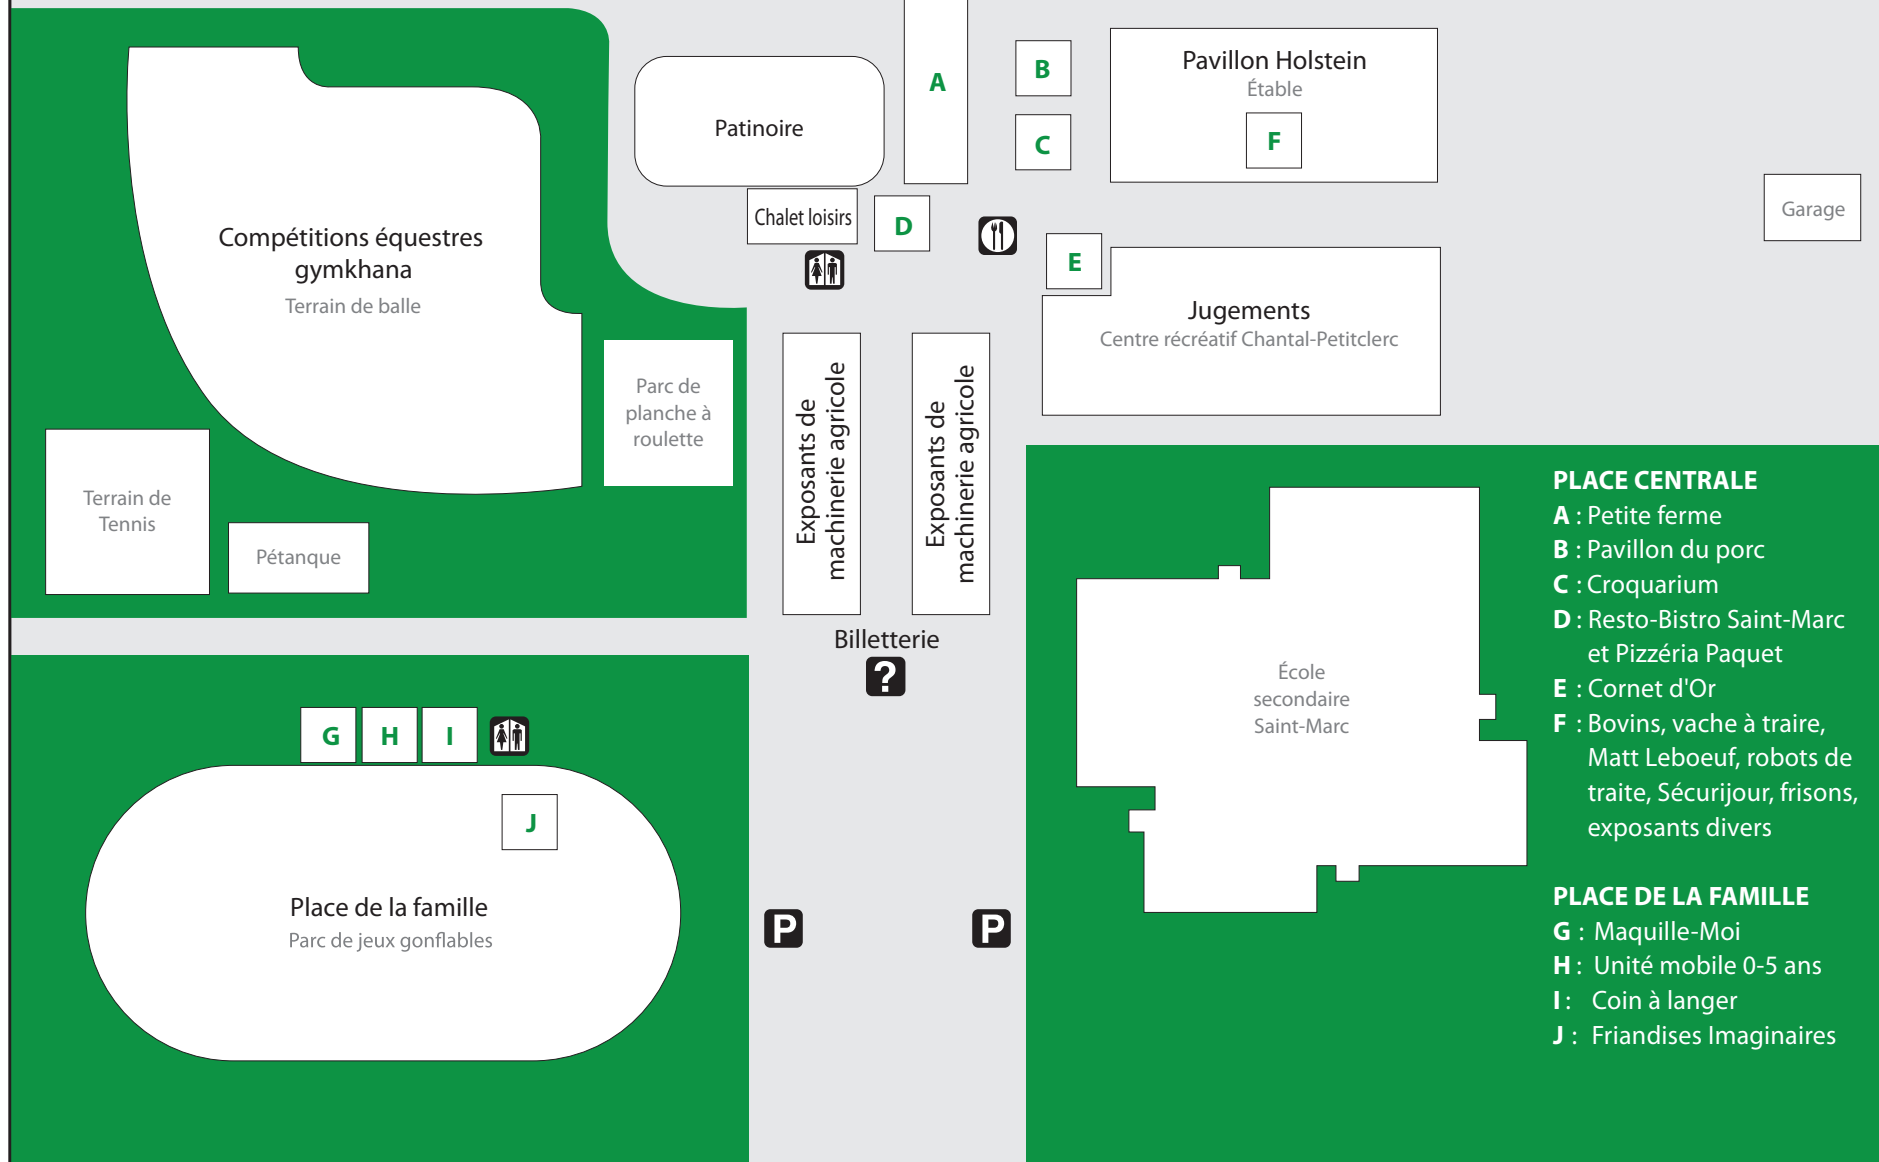 A
B
Pavillon Holstein
Étable
Patinoire
C
F
Chalet loisirs
D
Garage
Compétitions équestres
gymkhana
Terrain de balle
E
Jugements
Centre récréatif Chantal-Petitclerc
Parc de
planche à
roulette
Exposants de
machinerie agricole
Exposants de
machinerie agricole
Terrain de
Tennis
Pétanque
Billetterie
?
École
secondaire
Saint-Marc
G
H
I
J
Place de la famille
Parc de jeux gonflables
P
P
PLACE CENTRALE
A : Petite ferme
B : Pavillon du porc
C : Croquarium
D : Resto-Bistro Saint-Marc
et Pizzéria Paquet
E : Cornet d'Or
F : Bovins, vache à traire,
Matt Leboeuf, robots de
traite, Sécurijour, frisons,
exposants divers
PLACE DE LA FAMILLE
G : Maquille-Moi
H : Unité mobile 0-5 ans
I : Coin à langer
J : Friandises Imaginaires